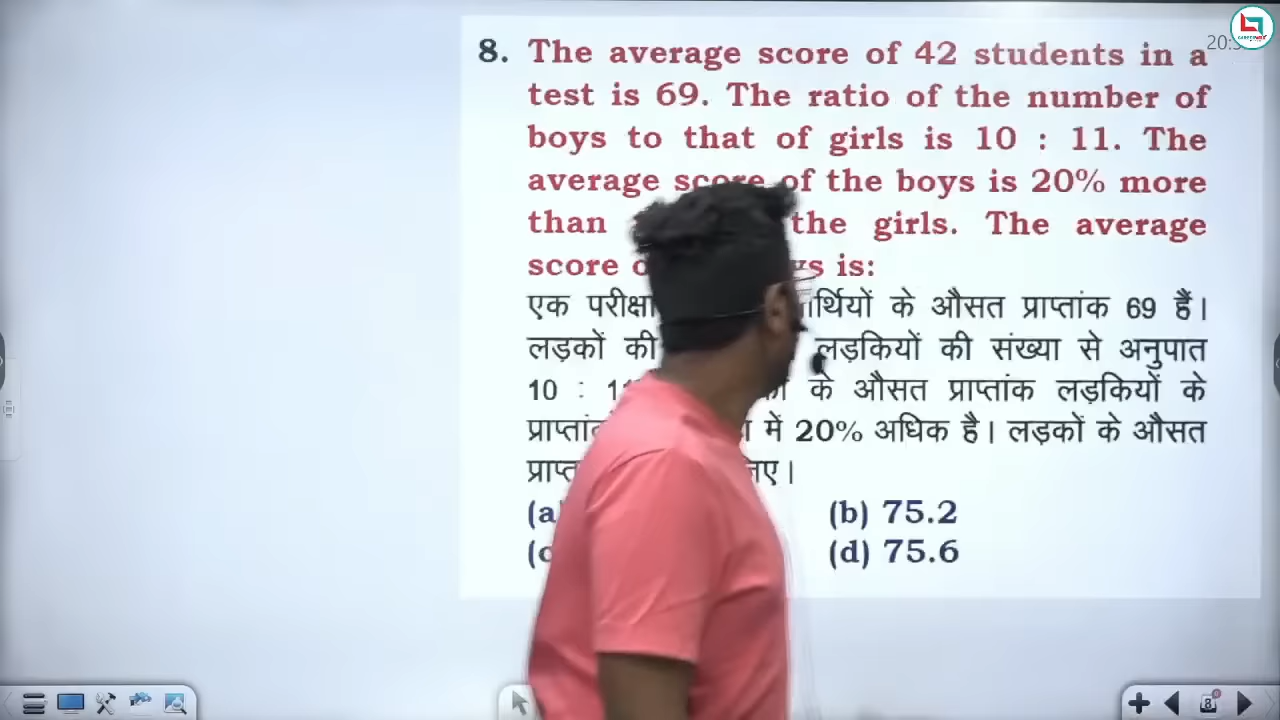 8. The average score of 42 students in a
test is 69. The ratio of the number of
boys to that of girls is 10 : 11. The
average score of the boys is 20% more
than the girls. The average
score is:
एक परीक्षा के औसत प्राप्तांक 69 हैं।
लड़कों की लड़कियों की संख्या से अनुपात
10 : के औसत प्राप्तांक लड़कियों के
में 20% अधिक है। लड़कों के औसत
(b) 75.2
(d) 75.6
8